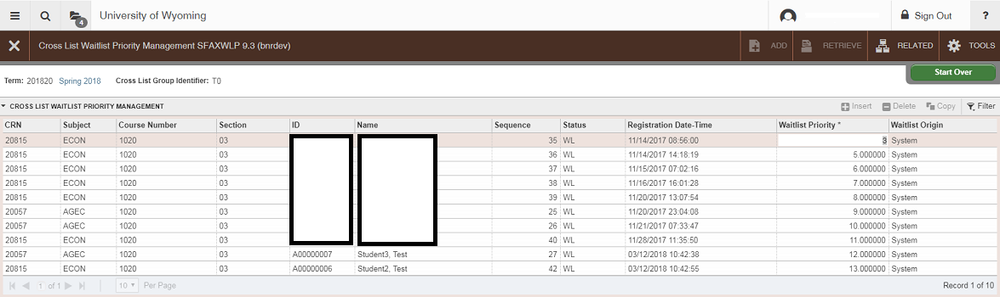 4 University of Wyoming Sign Out ?
Cross List Waitlist Priority Management SFAXWLP 9.3 (bnrdev) ADD RETRIEVE RELATED TOOLS
Term: 201820 Spring 2018 Cross List Group Identifier: T0 Start Over
CROSS LIST WAITLIST PRIORITY MANAGEMENT Insert Delete Copy Filter
CRN Subject Course Number Section ID Name Sequence Status Registration Date-Time Waitlist Priority * Waitlist Origin
20815 ECON 1020 03 35 WL 11/14/2017 08:56:00 3 System
20815 ECON 1020 03 36 WL 11/14/2017 14:18:19 5.000000 System
20815 ECON 1020 03 37 WL 11/15/2017 07:02:16 6.000000 System
20815 ECON 1020 03 38 WL 11/16/2017 16:01:28 7.000000 System
20815 ECON 1020 03 39 WL 11/20/2017 13:07:54 8.000000 System
20057 AGEC 1020 03 25 WL 11/20/2017 23:04:08 9.000000 System
20057 AGEC 1020 03 26 WL 11/21/2017 07:33:47 10.000000 System
20815 ECON 1020 03 40 WL 11/28/2017 11:35:50 11.000000 System
20057 AGEC 1020 03 A00000007 Student3, Test 27 WL 03/12/2018 10:42:38 12.000000 System
20815 ECON 1020 03 A00000006 Student2, Test 42 WL 03/12/2018 10:42:55 13.000000 System
1 of 1 10 Per Page Record 1 of 10